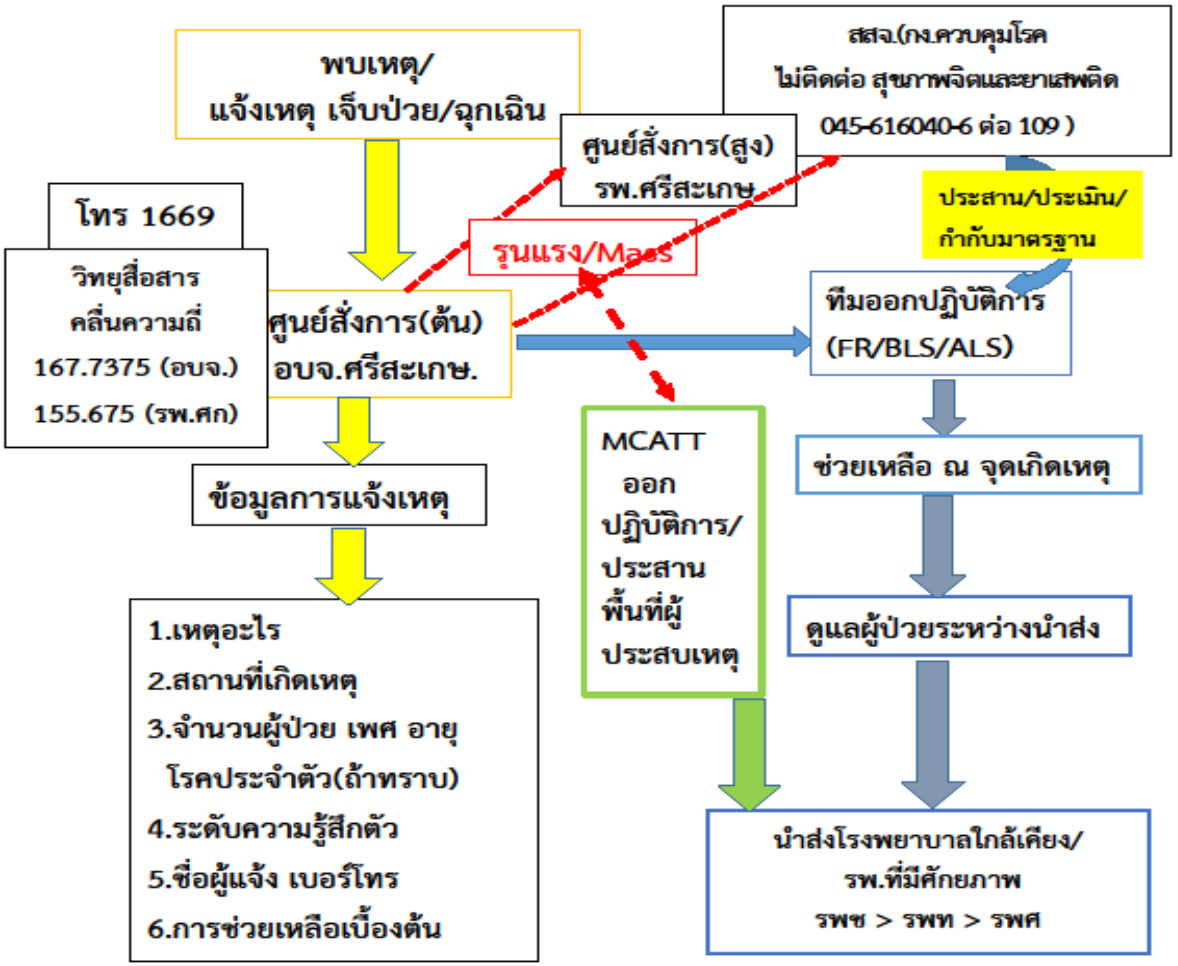 พบเหตุ/
แจ้งเหตุ เจ็บป่วย/ฉุกเฉิน
สสจ.(กง.ควบคุมโรค
ไม่ติดต่อ สุขภาพจิตและยาเสพติด
045-616040-6 ต่อ 109 )
ศูนย์สั่งการ(สูง)
รพ.ศรีสะเกษ
ประสาน/ประเมิน/
กำกับมาตรฐาน
โทร 1669
รุนแรง/Mass
วิทยุสื่อสาร
คลื่นความถี่
167.7375 (อบจ.)
155.675 (รพ.ศก)
ศูนย์สั่งการ(ต้น)
อบจ.ศรีสะเกษ.
ทีมออกปฏิบัติการ
(FR/BLS/ALS)
ข้อมูลการแจ้งเหตุ
MCATT
ออก
ปฏิบัติการ/
ประสาน
พื้นที่ผู้
ประสบเหตุ
ช่วยเหลือ ณ จุดเกิดเหตุ
ดูแลผู้ป่วยระหว่างนำส่ง
1.เหตุอะไร
2.สถานที่เกิดเหตุ
3.จำนวนผู้ป่วย เพศ อายุ
โรคประจำตัว(ถ้าทราบ)
4.ระดับความรู้สึกตัว
5.ชื่อผู้แจ้ง เบอร์โทร
6.การช่วยเหลือเบื้องต้น
นำส่งโรงพยาบาลใกล้เคียง/
รพ.ที่มีศักยภาพ
รพช > รพท > รพศ